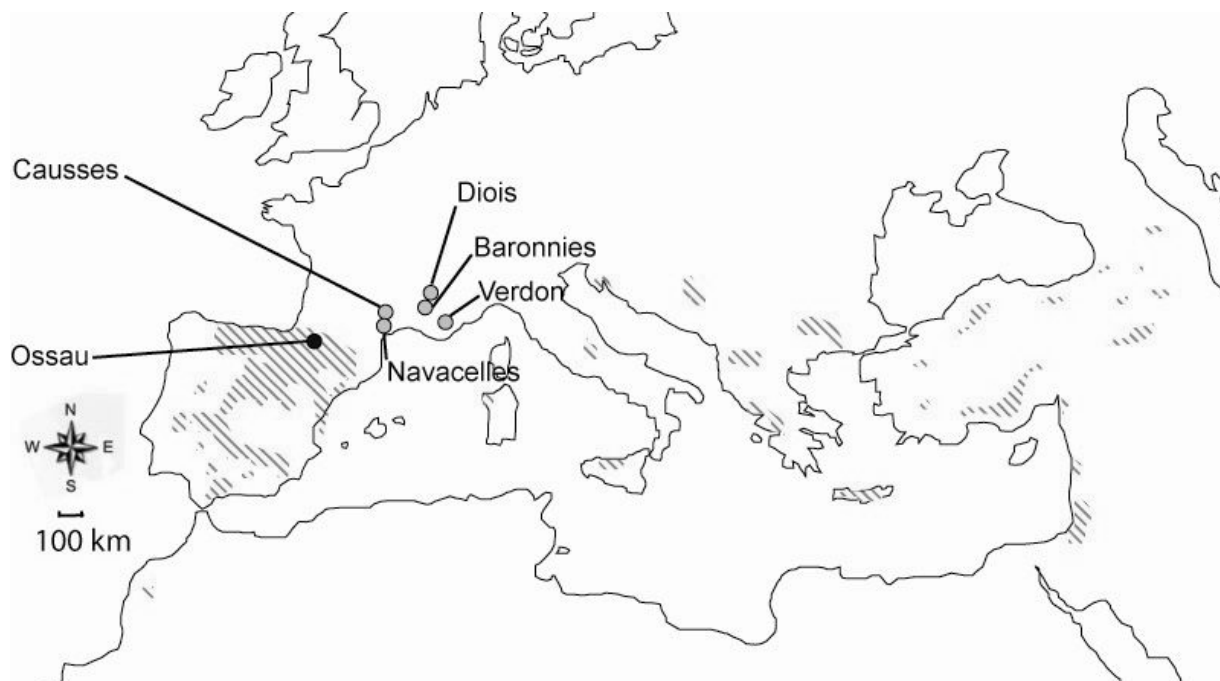 Causses
Diois
Baronnies
Verdon
Ossau
Navacelles
N
W E
S
100 km